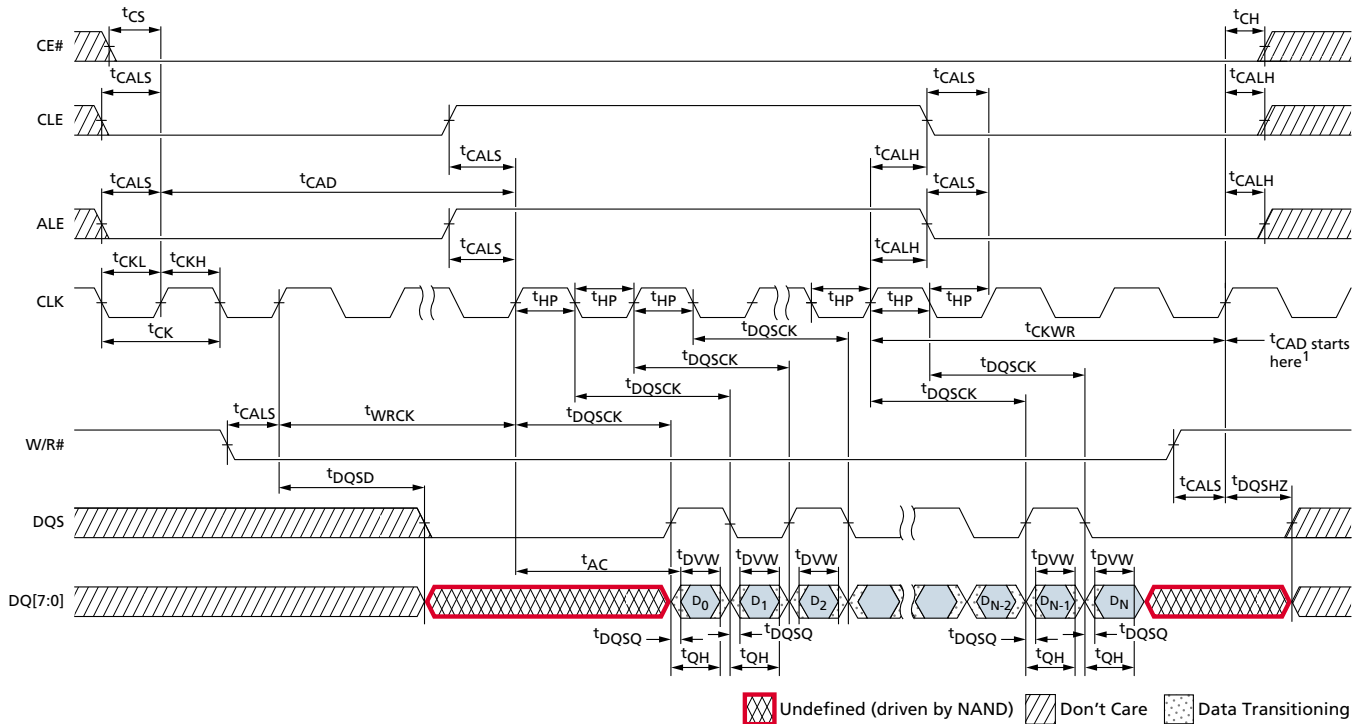 tCS
tCH
CE#
tCALS
tCALS
tCALH
CLE
tCALS
tCALH
tCALS
tCAD
tCALS
tCALH
ALE
tCALS
tCALH
tCKL
tCKH
CLK
tHP
tHP
tHP
tHP
tHP
tHP
tCK
tDQSCK
tCKWR
tCAD starts
here1
tDQSCK
tDQSCK
tDQSCK
tDQSCK
tCALS
tWRCK
tDQSCK
W/R#
tDQSD
tCALS
tDQSHZ
DQS
tAC
tDVW
tDVW
tDVW
tDVW
tDVW
DQ[7:0]
D0
D1
D2
DN-2
DN-1
DN
tDQSQ
tDQSQ
tDQSQ
tDQSQ
tQH
tQH
tQH
tQH
Undefined (driven by NAND)
Don't Care
Data Transitioning